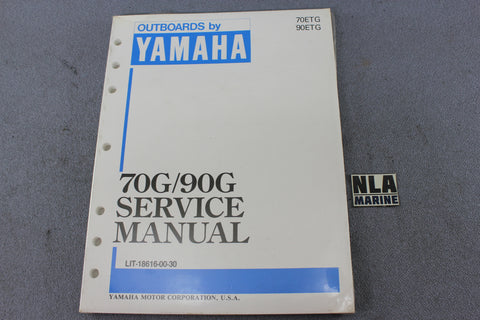 OUTBOARDS by
YAMAHA
70ETG
90ETG
70G/90G
SERVICE
MANUAL
LIT-18616-00-30
YAMAHA MOTOR CORPORATION, U.S.A.
NLA
MARINE